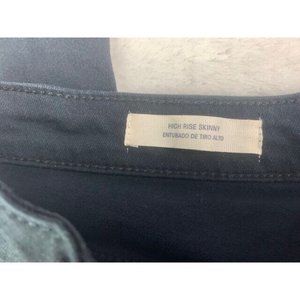 HIGH RISE SKINNY
ENTUBADO DE TIRO ALTO